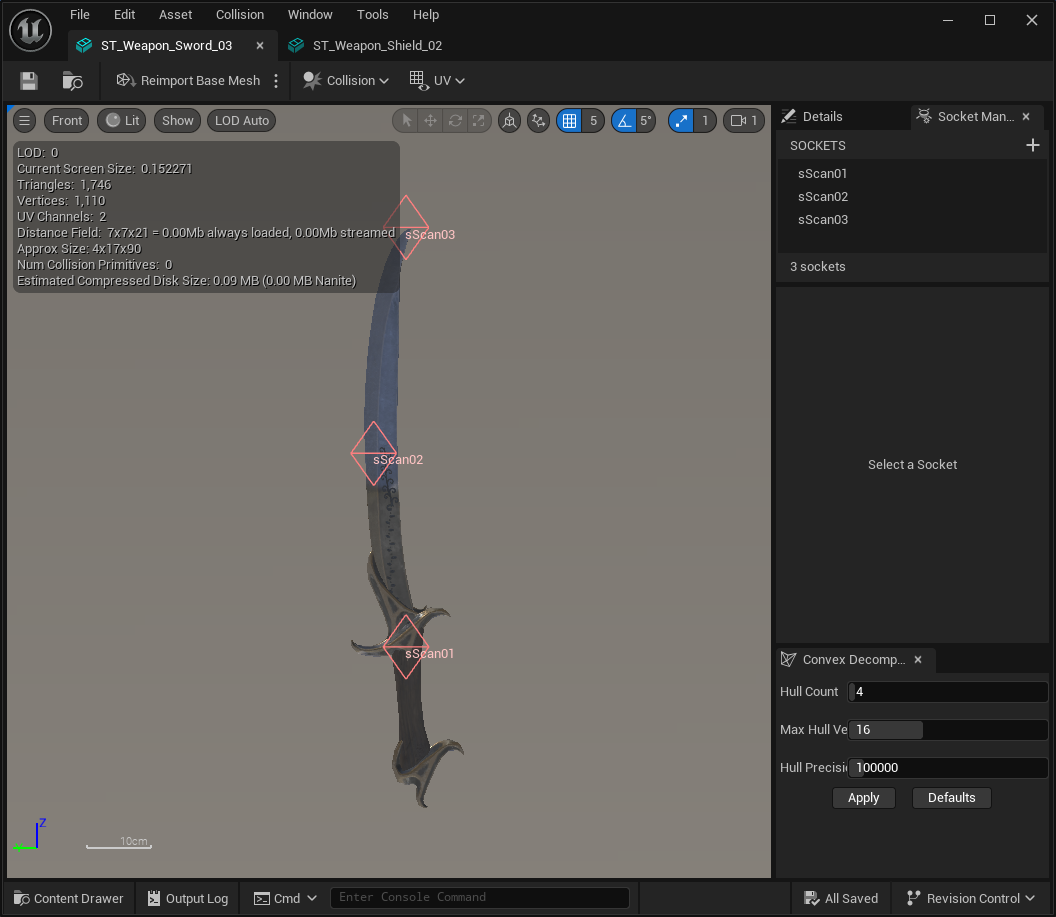 File Edit Asset Collision Window Tools Help
ST_Weapon_Sword_03 ST_Weapon_Shield_02
Reimport Base Mesh Collision UV
Front Lit Show LOD Auto 5 5° 1 1
LOD: 0
Current Screen Size: 0.152271
Triangles: 1,746
Vertices: 1,110
UV Channels: 2
Distance Field: 7x7x21 = 0.00Mb always loaded, 0.00Mb streamed
Approx Size: 4x17x90
Num Collision Primitives: 0
Estimated Compressed Disk Size: 0.09 MB (0.00 MB Nanite)
sScan03
sScan02
sScan01
Z
Y
10cm
Details Socket Man...
SOCKETS
sScan01
sScan02
sScan03
3 sockets
Select a Socket
Convex Decomp...
Hull Count 4
Max Hull Ve 16
Hull Precisi 100000
Apply Defaults
Content Drawer Output Log Cmd Enter Console Command All Saved Revision Control